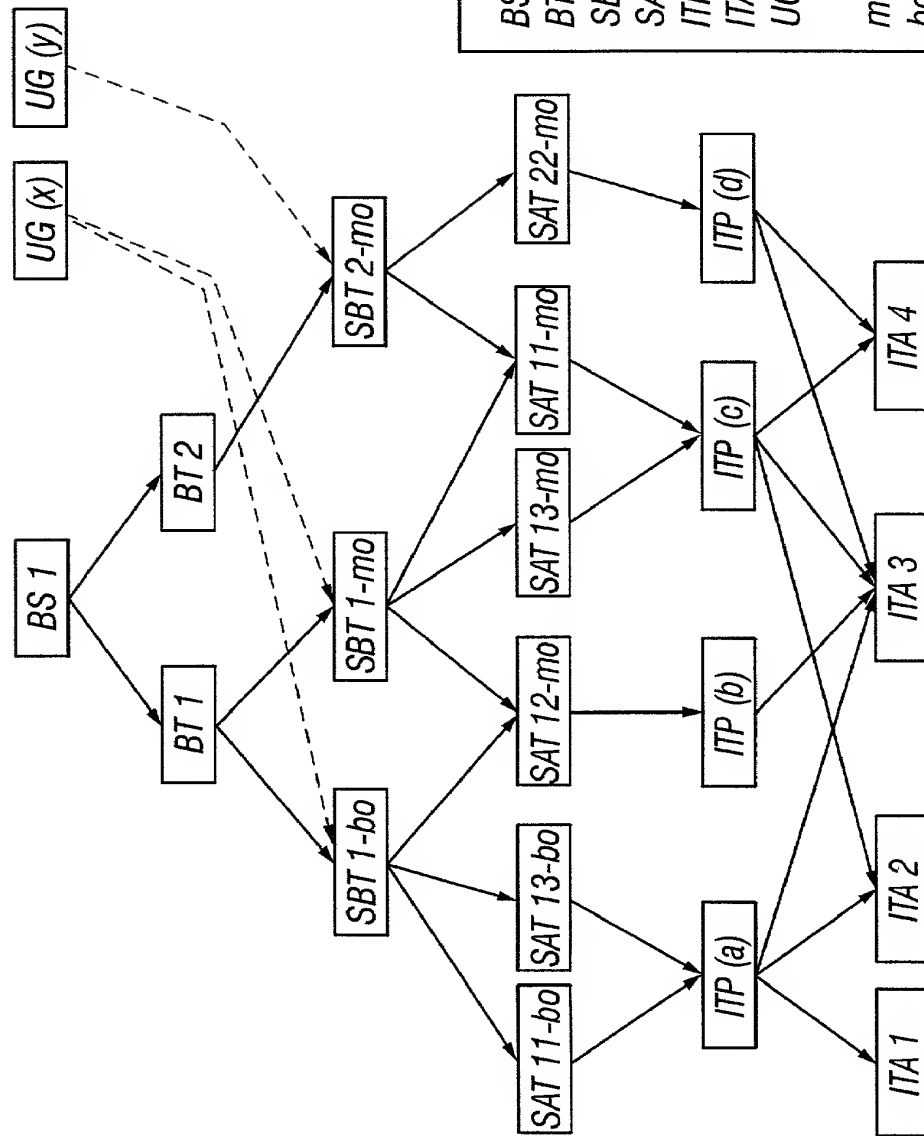 UG (x) UG (y)
BS 1
BT 1 BT 2
SBT 1-bo SBT 1-mo SBT 2-mo
SAT 11-bo SAT 13-bo SAT 12-mo SAT 13-mo SAT 11-mo SAT 22-mo
ITP (a) ITP (b) ITP (c) ITP (d)
ITA 1 ITA 2 ITA 3 ITA 4
BS
BT